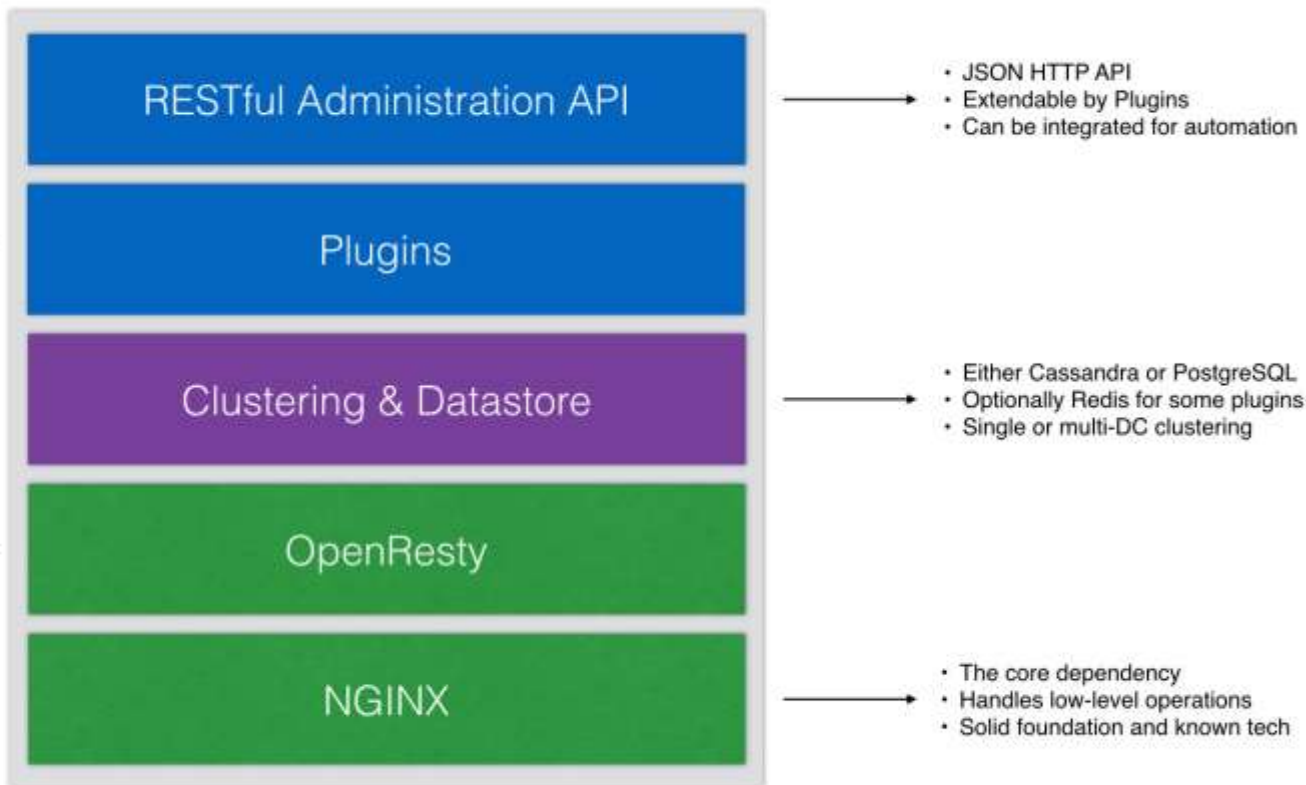 RESTful Administration API
• JSON HTTP API
• Extendable by Plugins
• Can be integrated for automation
Plugins
Clustering & Datastore
• Either Cassandra or PostgreSQL
• Optionally Redis for some plugins
• Single or multi-DC clustering
OpenResty
NGINX
• The core dependency
• Handles low-level operations
• Solid foundation and known tech